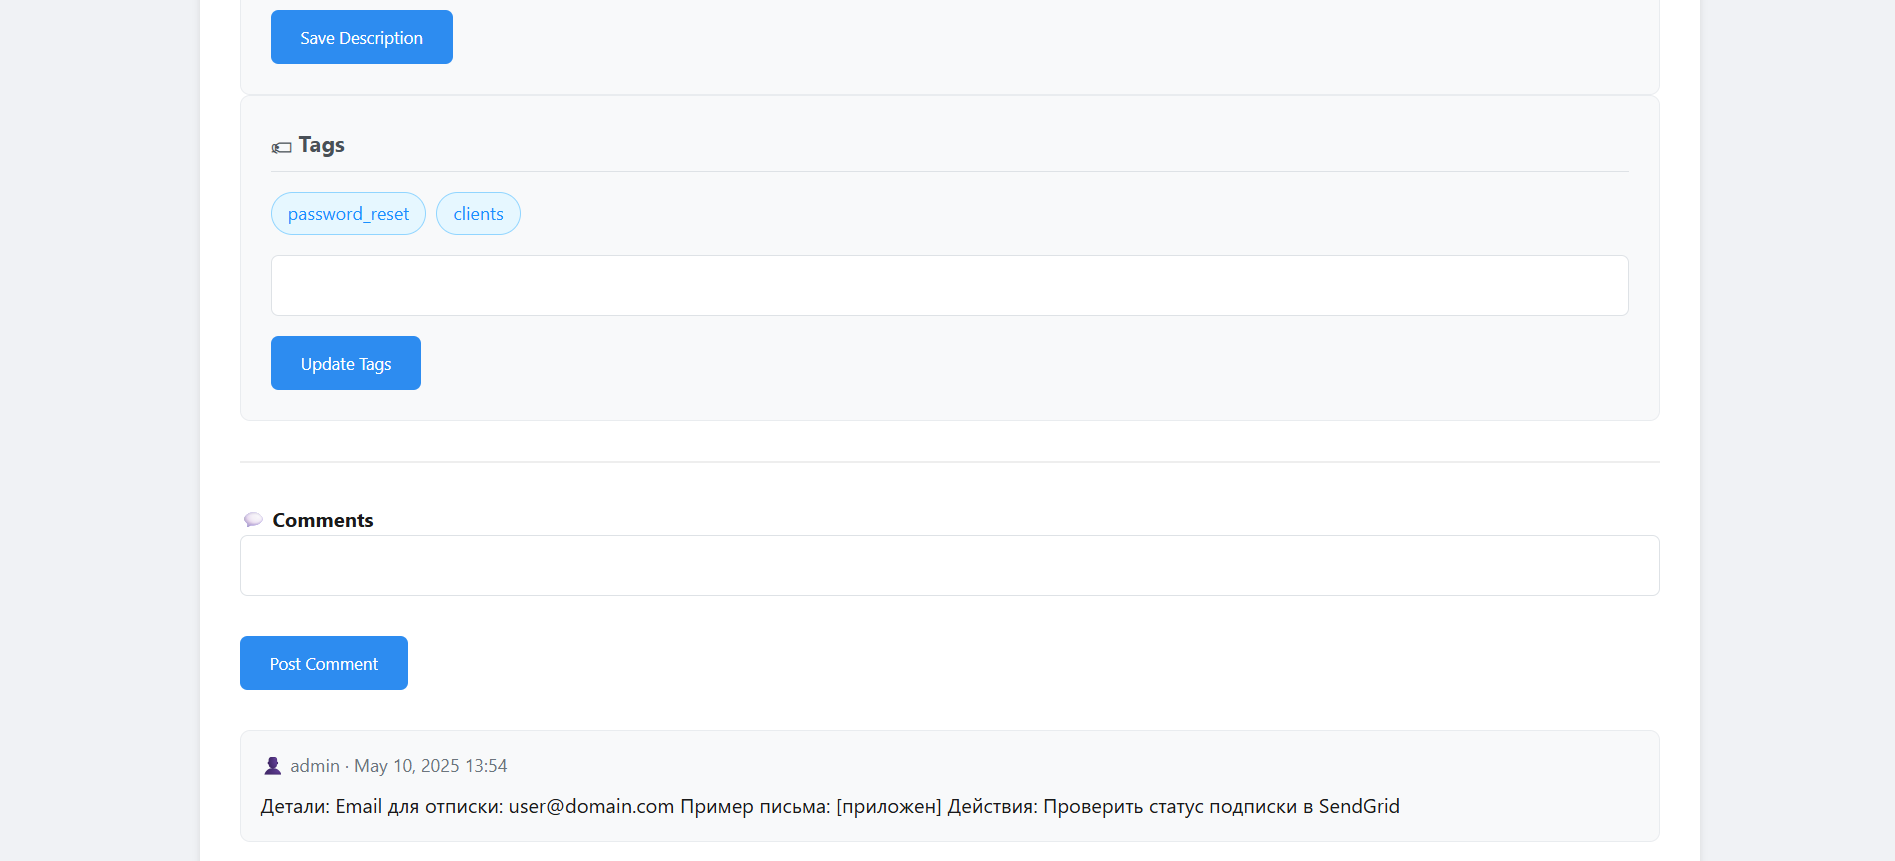 Save Description
Tags
password_reset
clients
Update Tags
Comments
Post Comment
admin · May 10, 2025 13:54
Детали: Email для отписки: user@domain.com Пример письма: [приложен] Действия: Проверить статус подписки в SendGrid